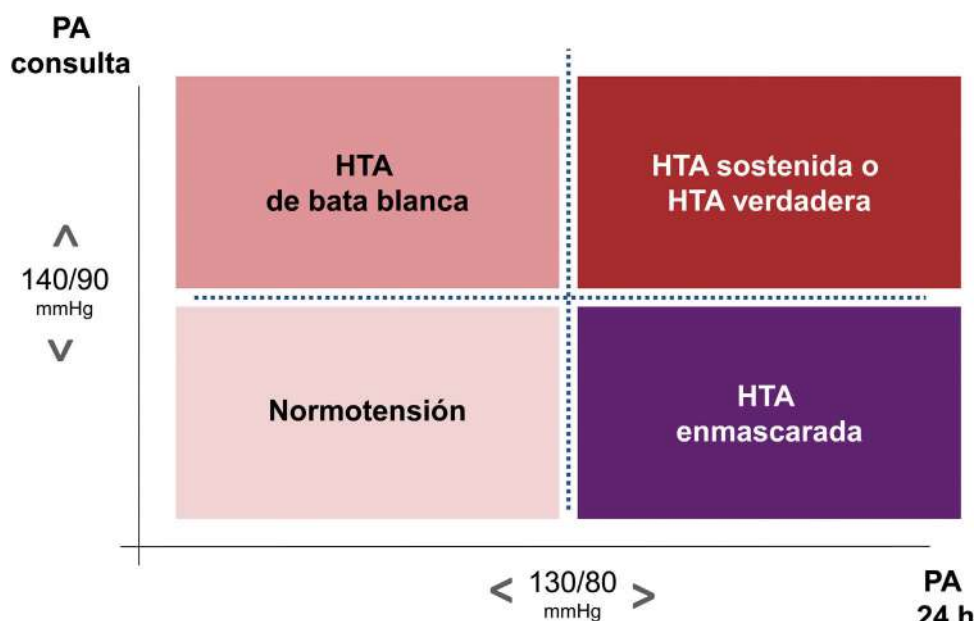 PA
consulta
HTA
de bata blanca
HTA sostenida o
HTA verdadera
140/90
mmHg
Normotensión
HTA
enmascarada
< 130/80 >
mmHg
PA
24 h